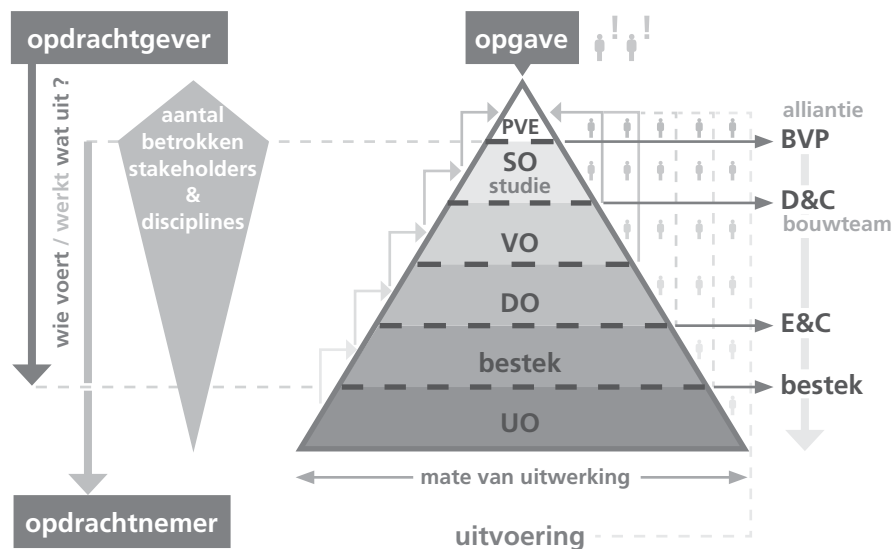 opdrachtgever
opgave
!
!
wie voert / werkt wat uit ?
aantal
betrokken
stakeholders
&
disciplines
PVE
SO
studie
VO
DO
bestek
UO
alliantie
BVP
D&C
bouwteam
E&C
bestek
mate van uitwerking
opdrachtnemer
uitvoering